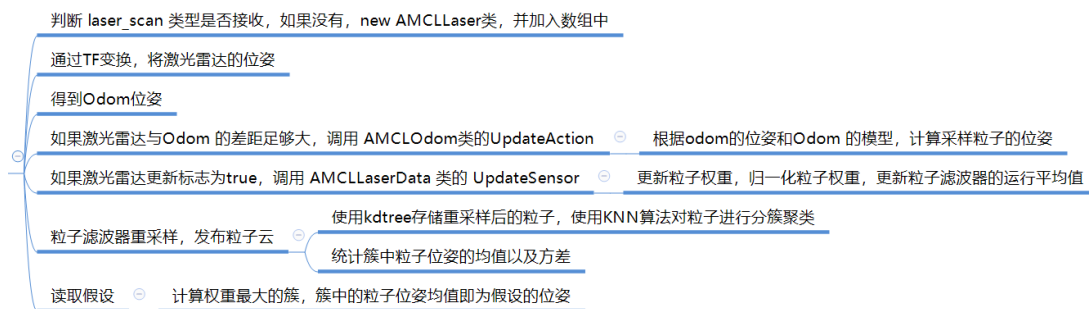 判断 laser_scan 类型是否接收，如果没有，new AMCLLaser类，并加入数组中
通过TF变换，将激光雷达的位姿
得到Odom位姿
如果激光雷达与Odom 的差距足够大，调用 AMCLOdom类的UpdateAction
根据odom的位姿和Odom 的模型，计算采样粒子的位姿
如果激光雷达更新标志为true，调用 AMCLLaserData 类的 UpdateSensor
更新粒子权重，归一化粒子权重，更新粒子滤波器的运行平均值
粒子滤波器重采样，发布粒子云
使用kdtree存储重采样后的粒子，使用KNN算法对粒子进行分簇聚类
统计簇中粒子位姿的均值以及方差
读取假设
计算权重最大的簇，簇中的粒子位姿均值即为假设的位姿